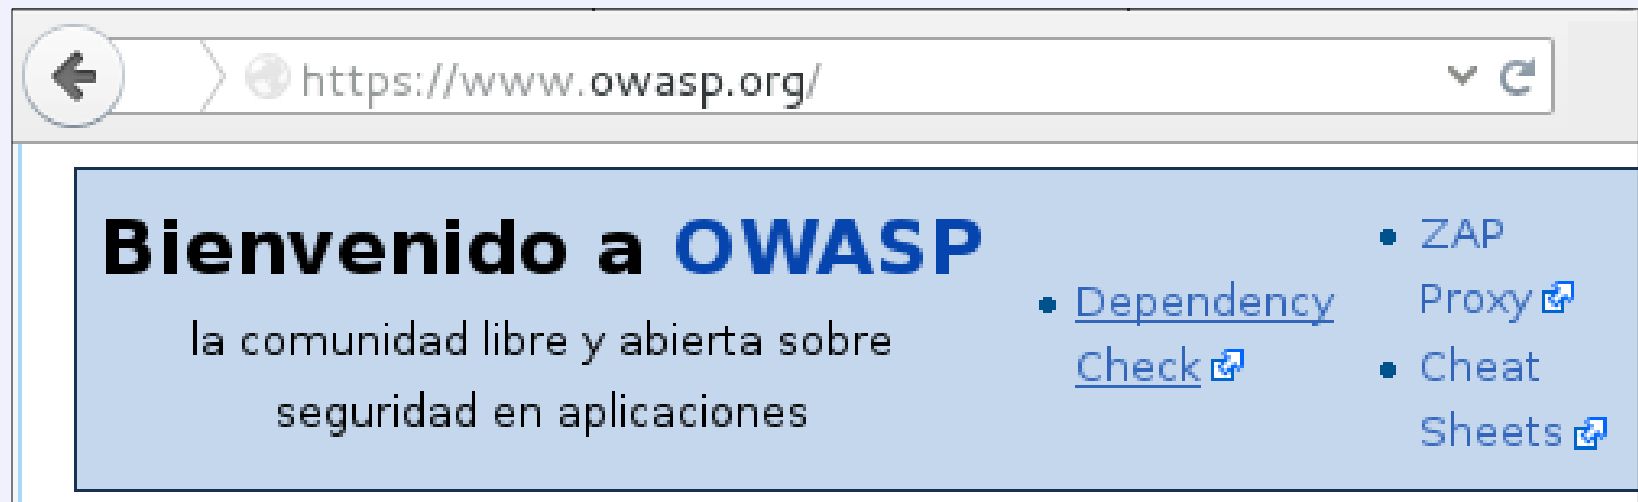 https://www.owasp.org/
Bienvenido a OWASP
la comunidad libre y abierta sobre
seguridad en aplicaciones
Dependency
Check
ZAP
Proxy
Cheat
Sheets